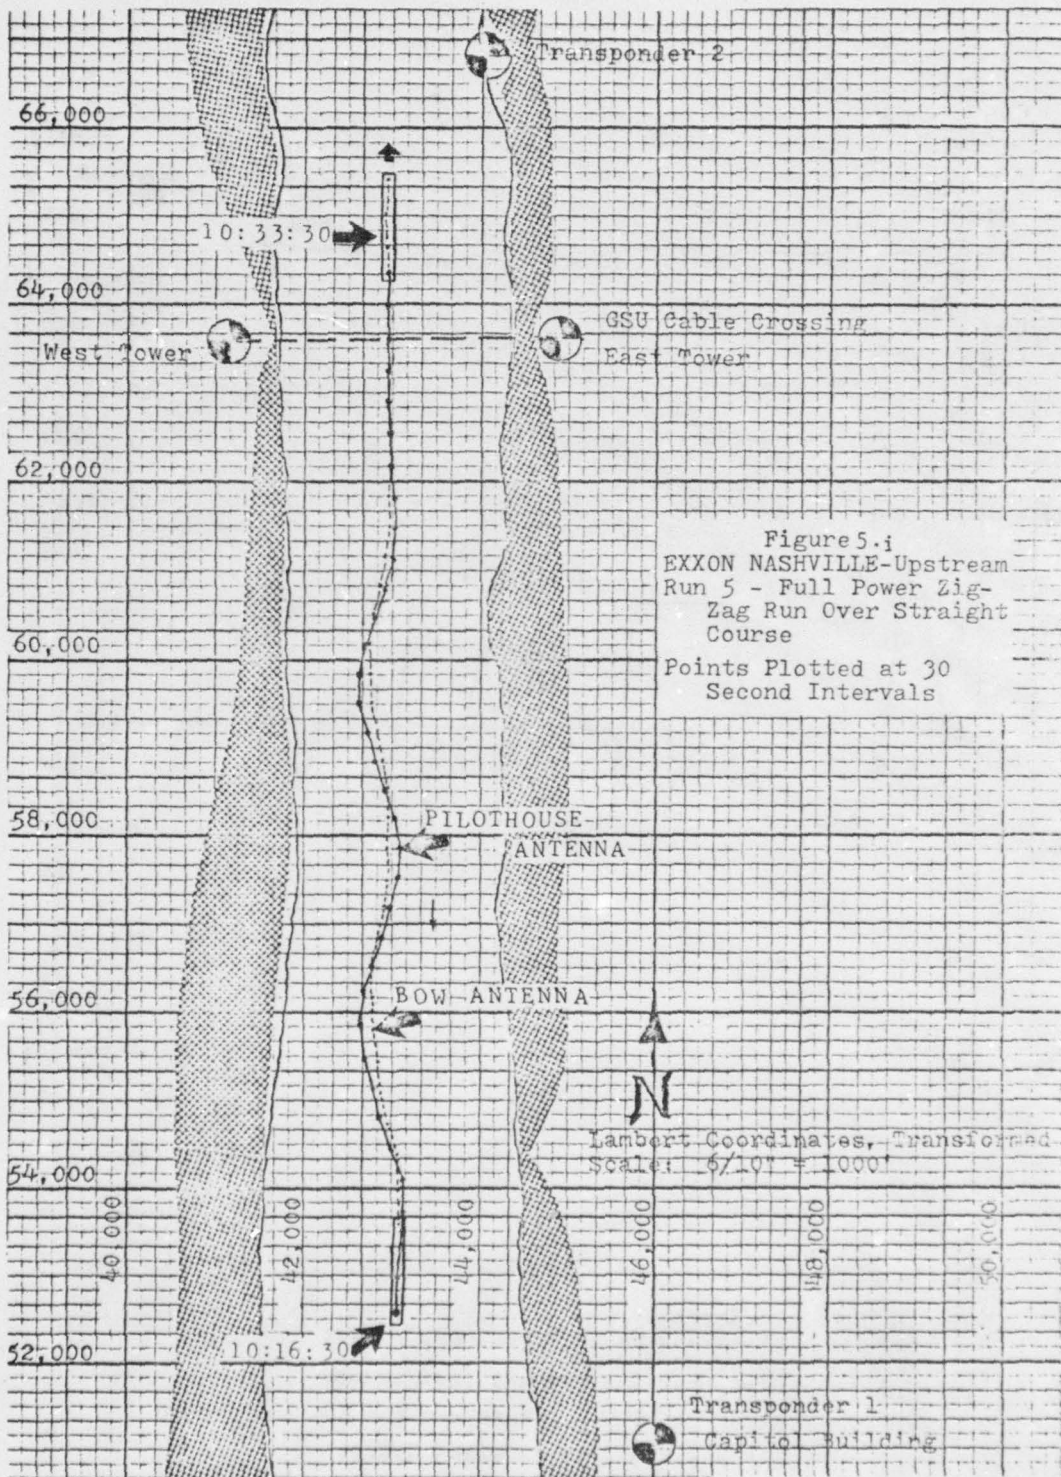 Transponder 2
66,000
10:33:30
64,000
GSU Cable Crossing
West Tower
East Tower
62,000
Figure 5.i
EXXON NASHVILLE-Upstream
Run 5 - Full Power Zig-
Zag Run Over Straight
Course
60,000
Points Plotted at 30
Second Intervals
58,000
PILOTHOUSE
ANTENNA
56,000
BOW ANTENNA
N
Lambert Coordinates, Transformed
Scale: 6/10" = 1000'
54,000
40,000
42,000
44,000
46,000
48,000
50,000
10:16:30
52,000
Transponder 1
Capitol Building